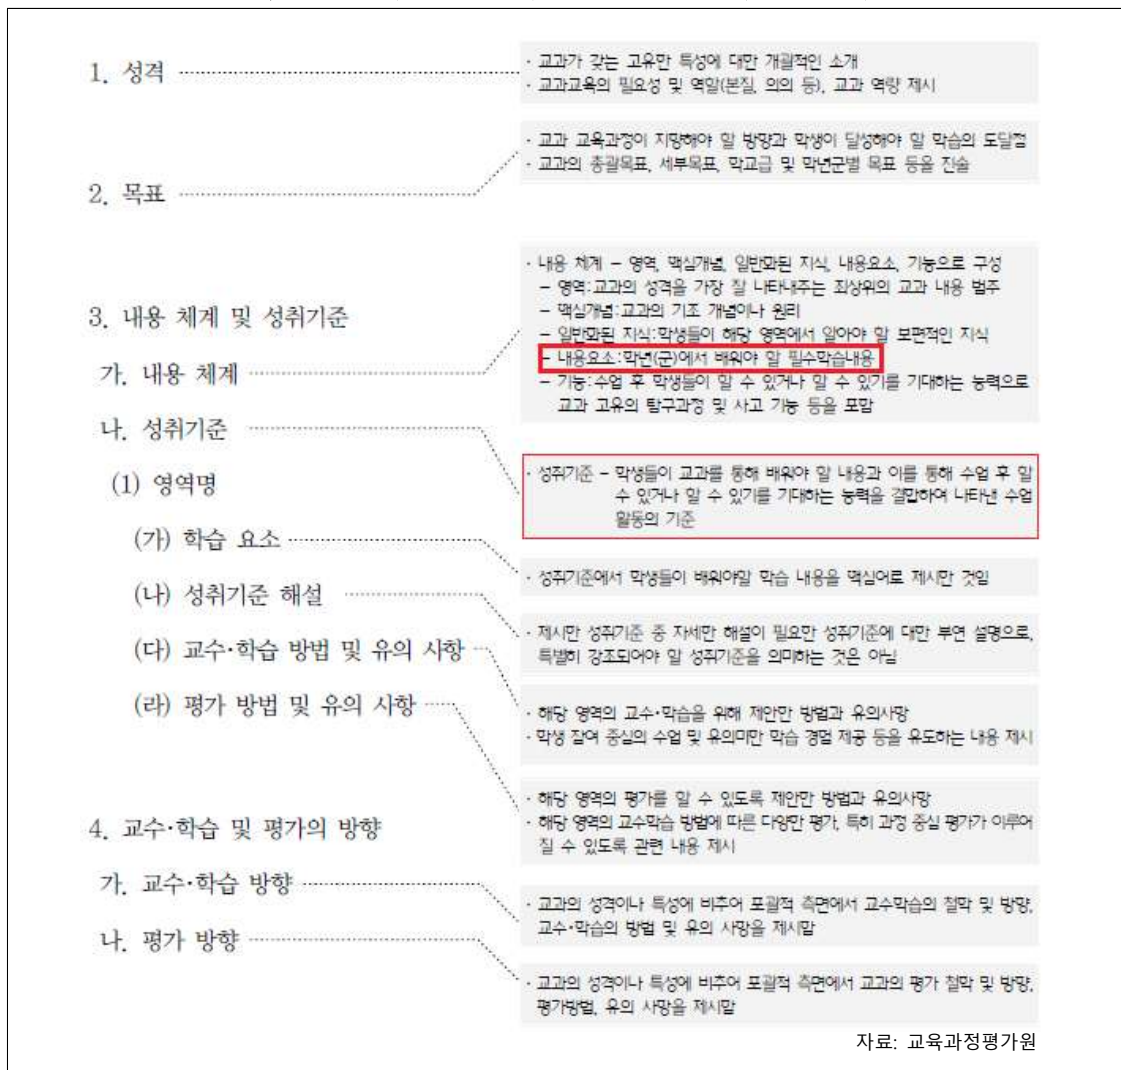 1. 성격
· 교과가 갖는 고유한 특성에 대한 개괄적인 소개
· 교과교육의 필요성 및 역할(본질, 의의 등), 교과 역량 제시
2. 목표
· 교과 교육과정이 지향해야 할 방향과 학생이 달성해야 할 학습의 도달점
· 교과의 총괄목표, 세부목표, 학교급 및 학년군별 목표 등을 진술
3. 내용 체계 및 성취기준
가. 내용 체계
· 내용 체계 – 영역, 핵심개념, 일반화된 지식, 내용요소, 기능으로 구성
– 영역:교과의 성격을 가장 잘 나타내주는 최상위의 교과 내용 범주
– 핵심개념:교과의 기초 개념이나 원리
– 일반화된 지식:학생들이 해당 영역에서 알아야 할 보편적인 지식
– 내용요소:학년(군)에서 배워야 할 필수학습내용
– 기능:수업 후 학생들이 할 수 있거나 할 수 있기를 기대하는 능력으로
교과 고유의 탐구과정 및 사고 기능 등을 포함
나. 성취기준
· 성취기준 – 학생들이 교과를 통해 배워야 할 내용과 이를 통해 수업 후 할
수 있거나 할 수 있기를 기대하는 능력을 결합하여 나타낸 수업
활동의 기준
(1) 영역명
(가) 학습 요소
· 성취기준에서 학생들이 배워야할 학습 내용을 핵심어로 제시한 것임
(나) 성취기준 해설
· 제시한 성취기준 중 자세한 해설이 필요한 성취기준에 대한 부연 설명으로,
특별히 강조되어야 할 성취기준을 의미하는 것은 아님
(다) 교수·학습 방법 및 유의 사항
· 해당 영역의 교수·학습을 위해 제안한 방법과 유의사항
· 학생 참여 중심의 수업 및 유의미한 학습 경험 제공 등을 유도하는 내용 제시
(라) 평가 방법 및 유의 사항
· 해당 영역의 평가를 할 수 있도록 제안한 방법과 유의사항
· 해당 영역의 교수학습 방법에 따른 다양한 평가, 특히 과정 중심 평가가 이루어
질 수 있도록 관련 내용 제시
4. 교수·학습 및 평가의 방향
가. 교수·학습 방향
· 교과의 성격이나 특성에 비추어 포괄적 측면에서 교수학습의 철학 및 방향,
교수·학습의 방법 및 유의 사항을 제시함
나. 평가 방향
· 교과의 성격이나 특성에 비추어 포괄적 측면에서 교과의 평가 철학 및 방향,
평가방법, 유의 사항을 제시함
자료: 교육과정평가원